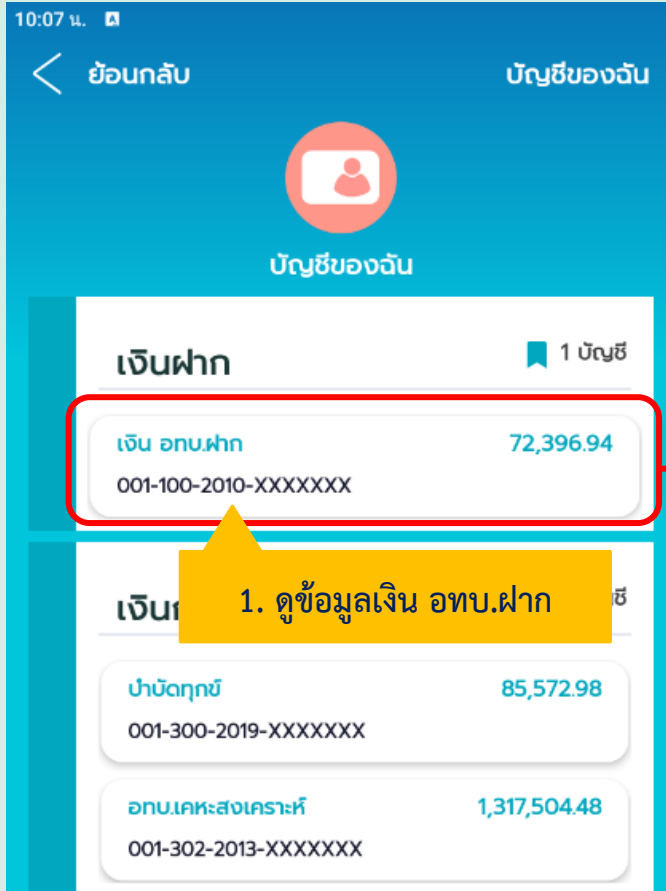 10:07 น.
ย้อนกลับ
บัญชีของฉัน
บัญชีของฉัน
เงินฝาก
1 บัญชี
เงิน อทบ.ฝาก
72,396.94
001-100-2010-XXXXXXX
1. ดูข้อมูลเงิน อทบ.ฝาก
บำบัดทุกข์
85,572.98
001-300-2019-XXXXXXX
อทบ.เคหะสงเคราะห์
1,317,504.48
001-302-2013-XXXXXXX